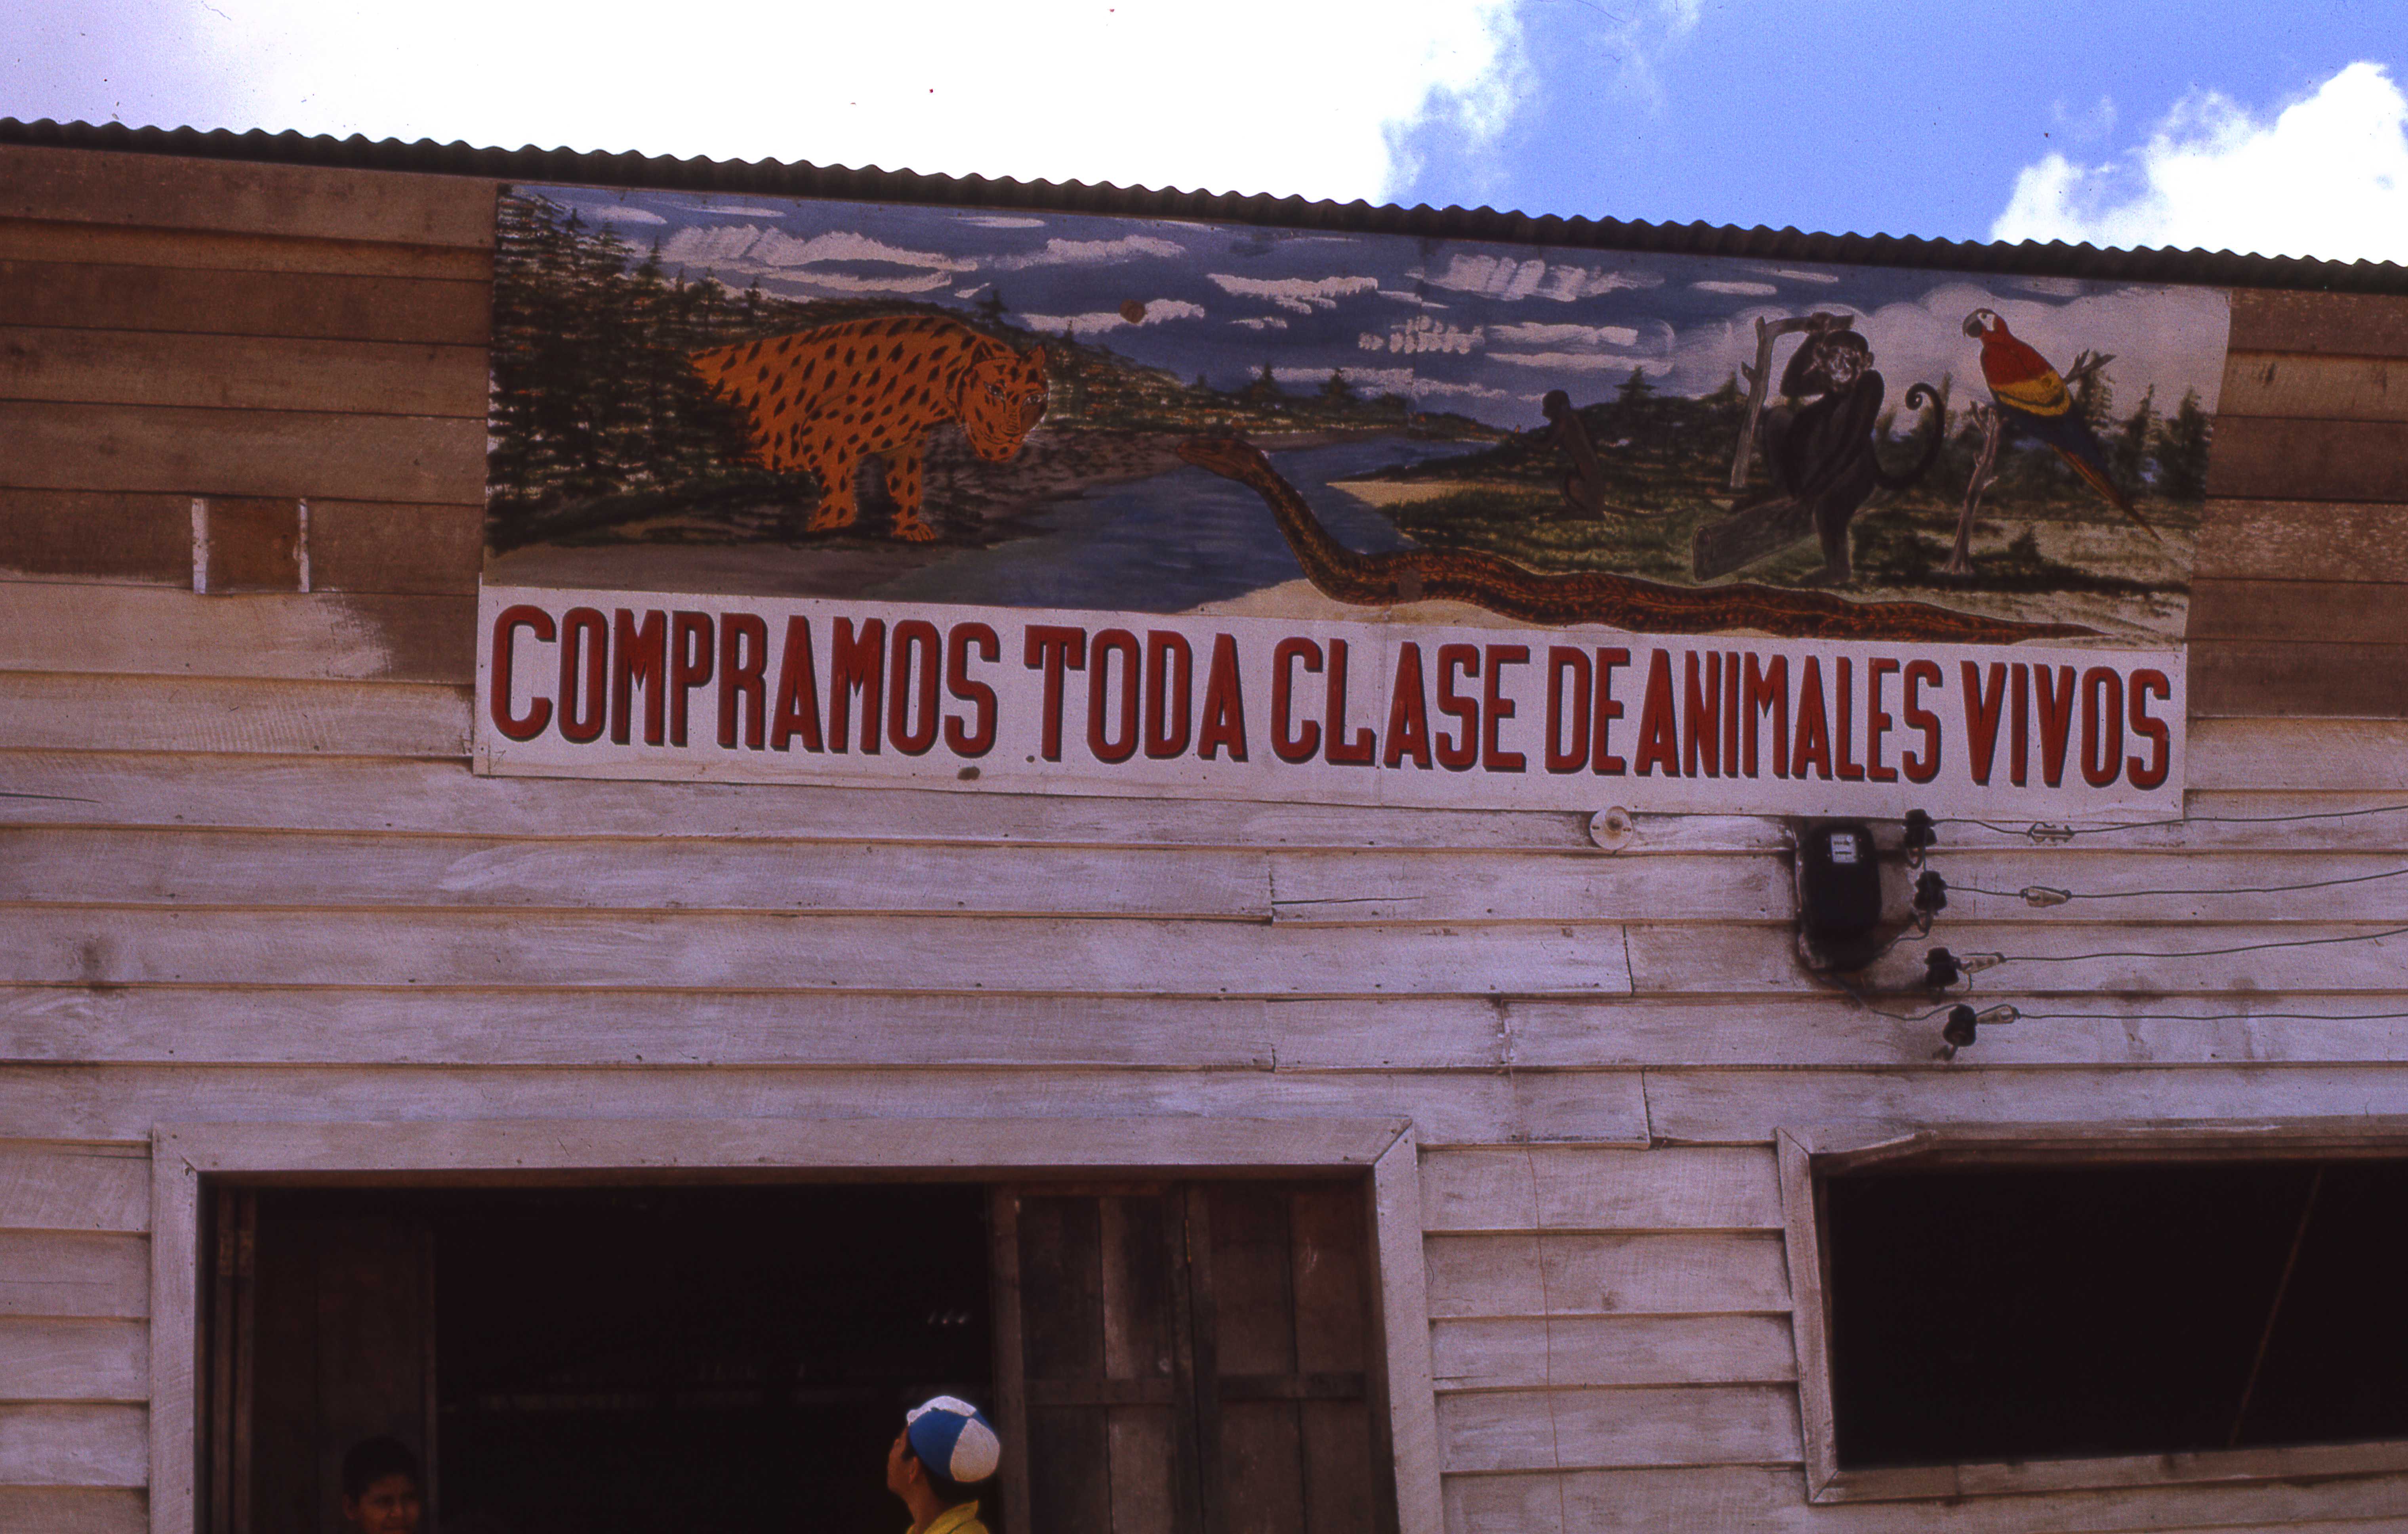 COMPRAMOS TODA CLASE DE ANIMALES VIVOS